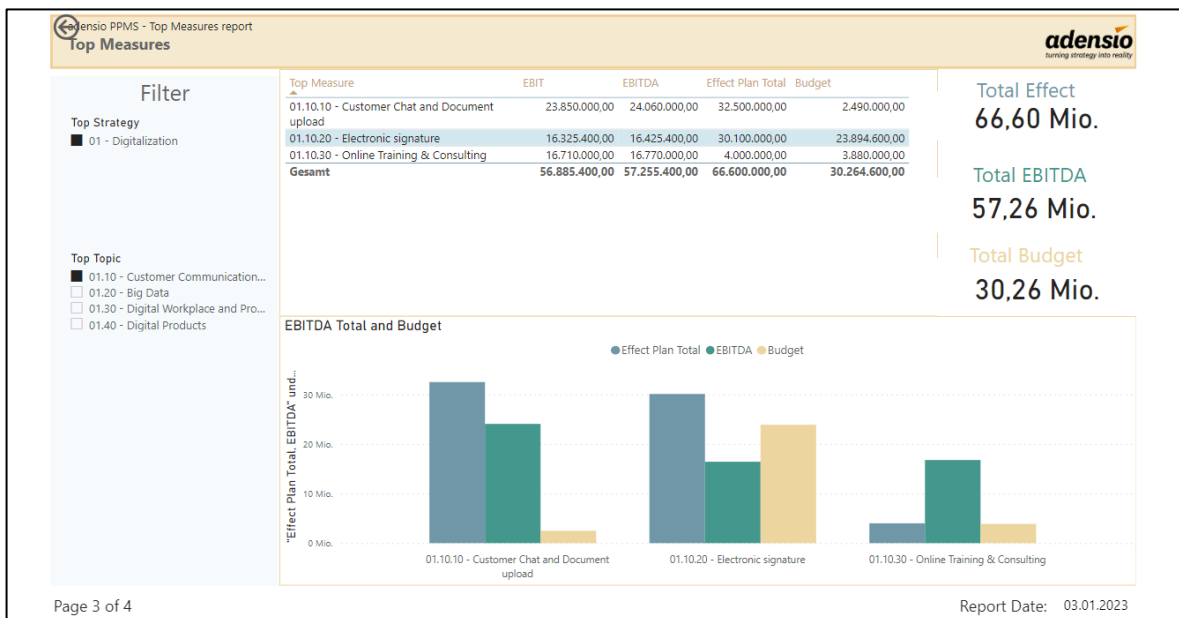 adensio PPMS - Top Measures report
Top Measures
adensio
turning strategy into reality
Filter
Top Strategy
01 - Digitalization
Top Topic
01.10 - Customer Communication...
01.20 - Big Data
01.30 - Digital Workplace and Pro...
01.40 - Digital Products
Top Measure EBIT EBITDA Effect Plan Total Budget
01.10.10 - Customer Chat and Document 23.850.000,00 24.060.000,00 32.500.000,00 2.490.000,00
upload
01.10.20 - Electronic signature 16.325.400,00 16.425.400,00 30.100.000,00 23.894.600,00
01.10.30 - Online Training & Consulting 16.710.000,00 16.770.000,00 4.000.000,00 3.880.000,00
Gesamt 56.885.400,00 57.255.400,00 66.600.000,00 30.264.600,00
Total Effect
66,60 Mio.
Total EBITDA
57,26 Mio.
Total Budget
30,26 Mio.
EBITDA Total and Budget
Effect Plan Total EBITDA Budget
"Effect Plan Total, EBITDA" und...
30 Mio.
20 Mio.
10 Mio.
0 Mio.
01.10.10 - Customer Chat and Document
upload
01.10.20 - Electronic signature
01.10.30 - Online Training & Consulting
Page 3 of 4
Report Date: 03.01.2023